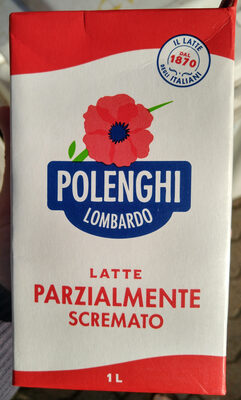 IL LATTE
DAL
1870
DEGLI ITALIANI
POLENGHI
LOMBARDO
LATTE
PARZIALMENTE
SCREMATO
1 L